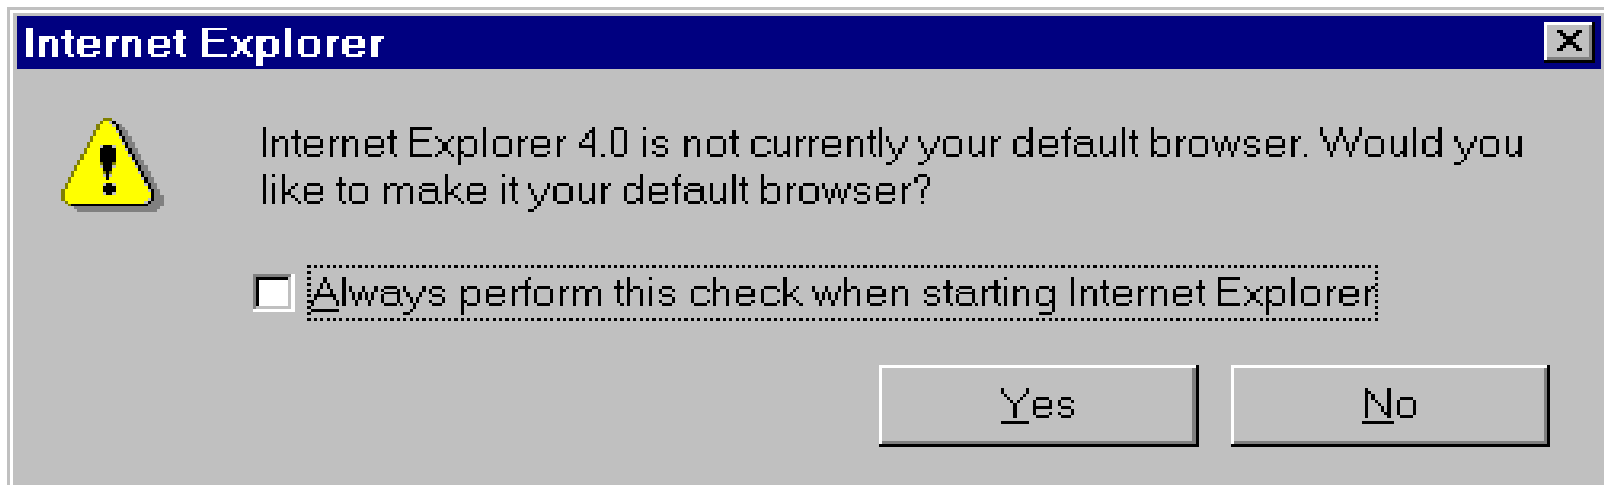 Internet Explorer
Internet Explorer 4.0 is not currently your default browser. Would you
like to make it your default browser?
Always perform this check when starting Internet Explorer
Yes
No